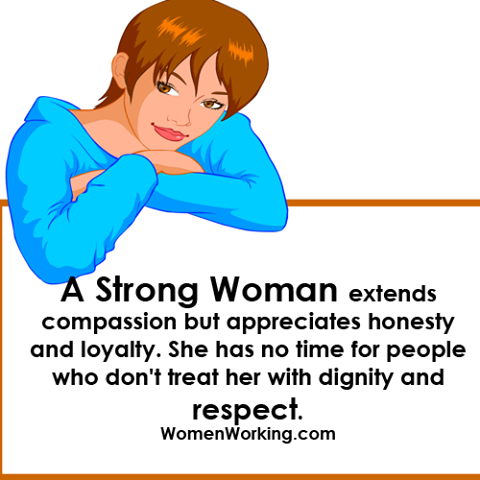 A Strong Woman extends
compassion but appreciates honesty
and loyalty. She has no time for people
who don't treat her with dignity and
respect.
WomenWorking.com